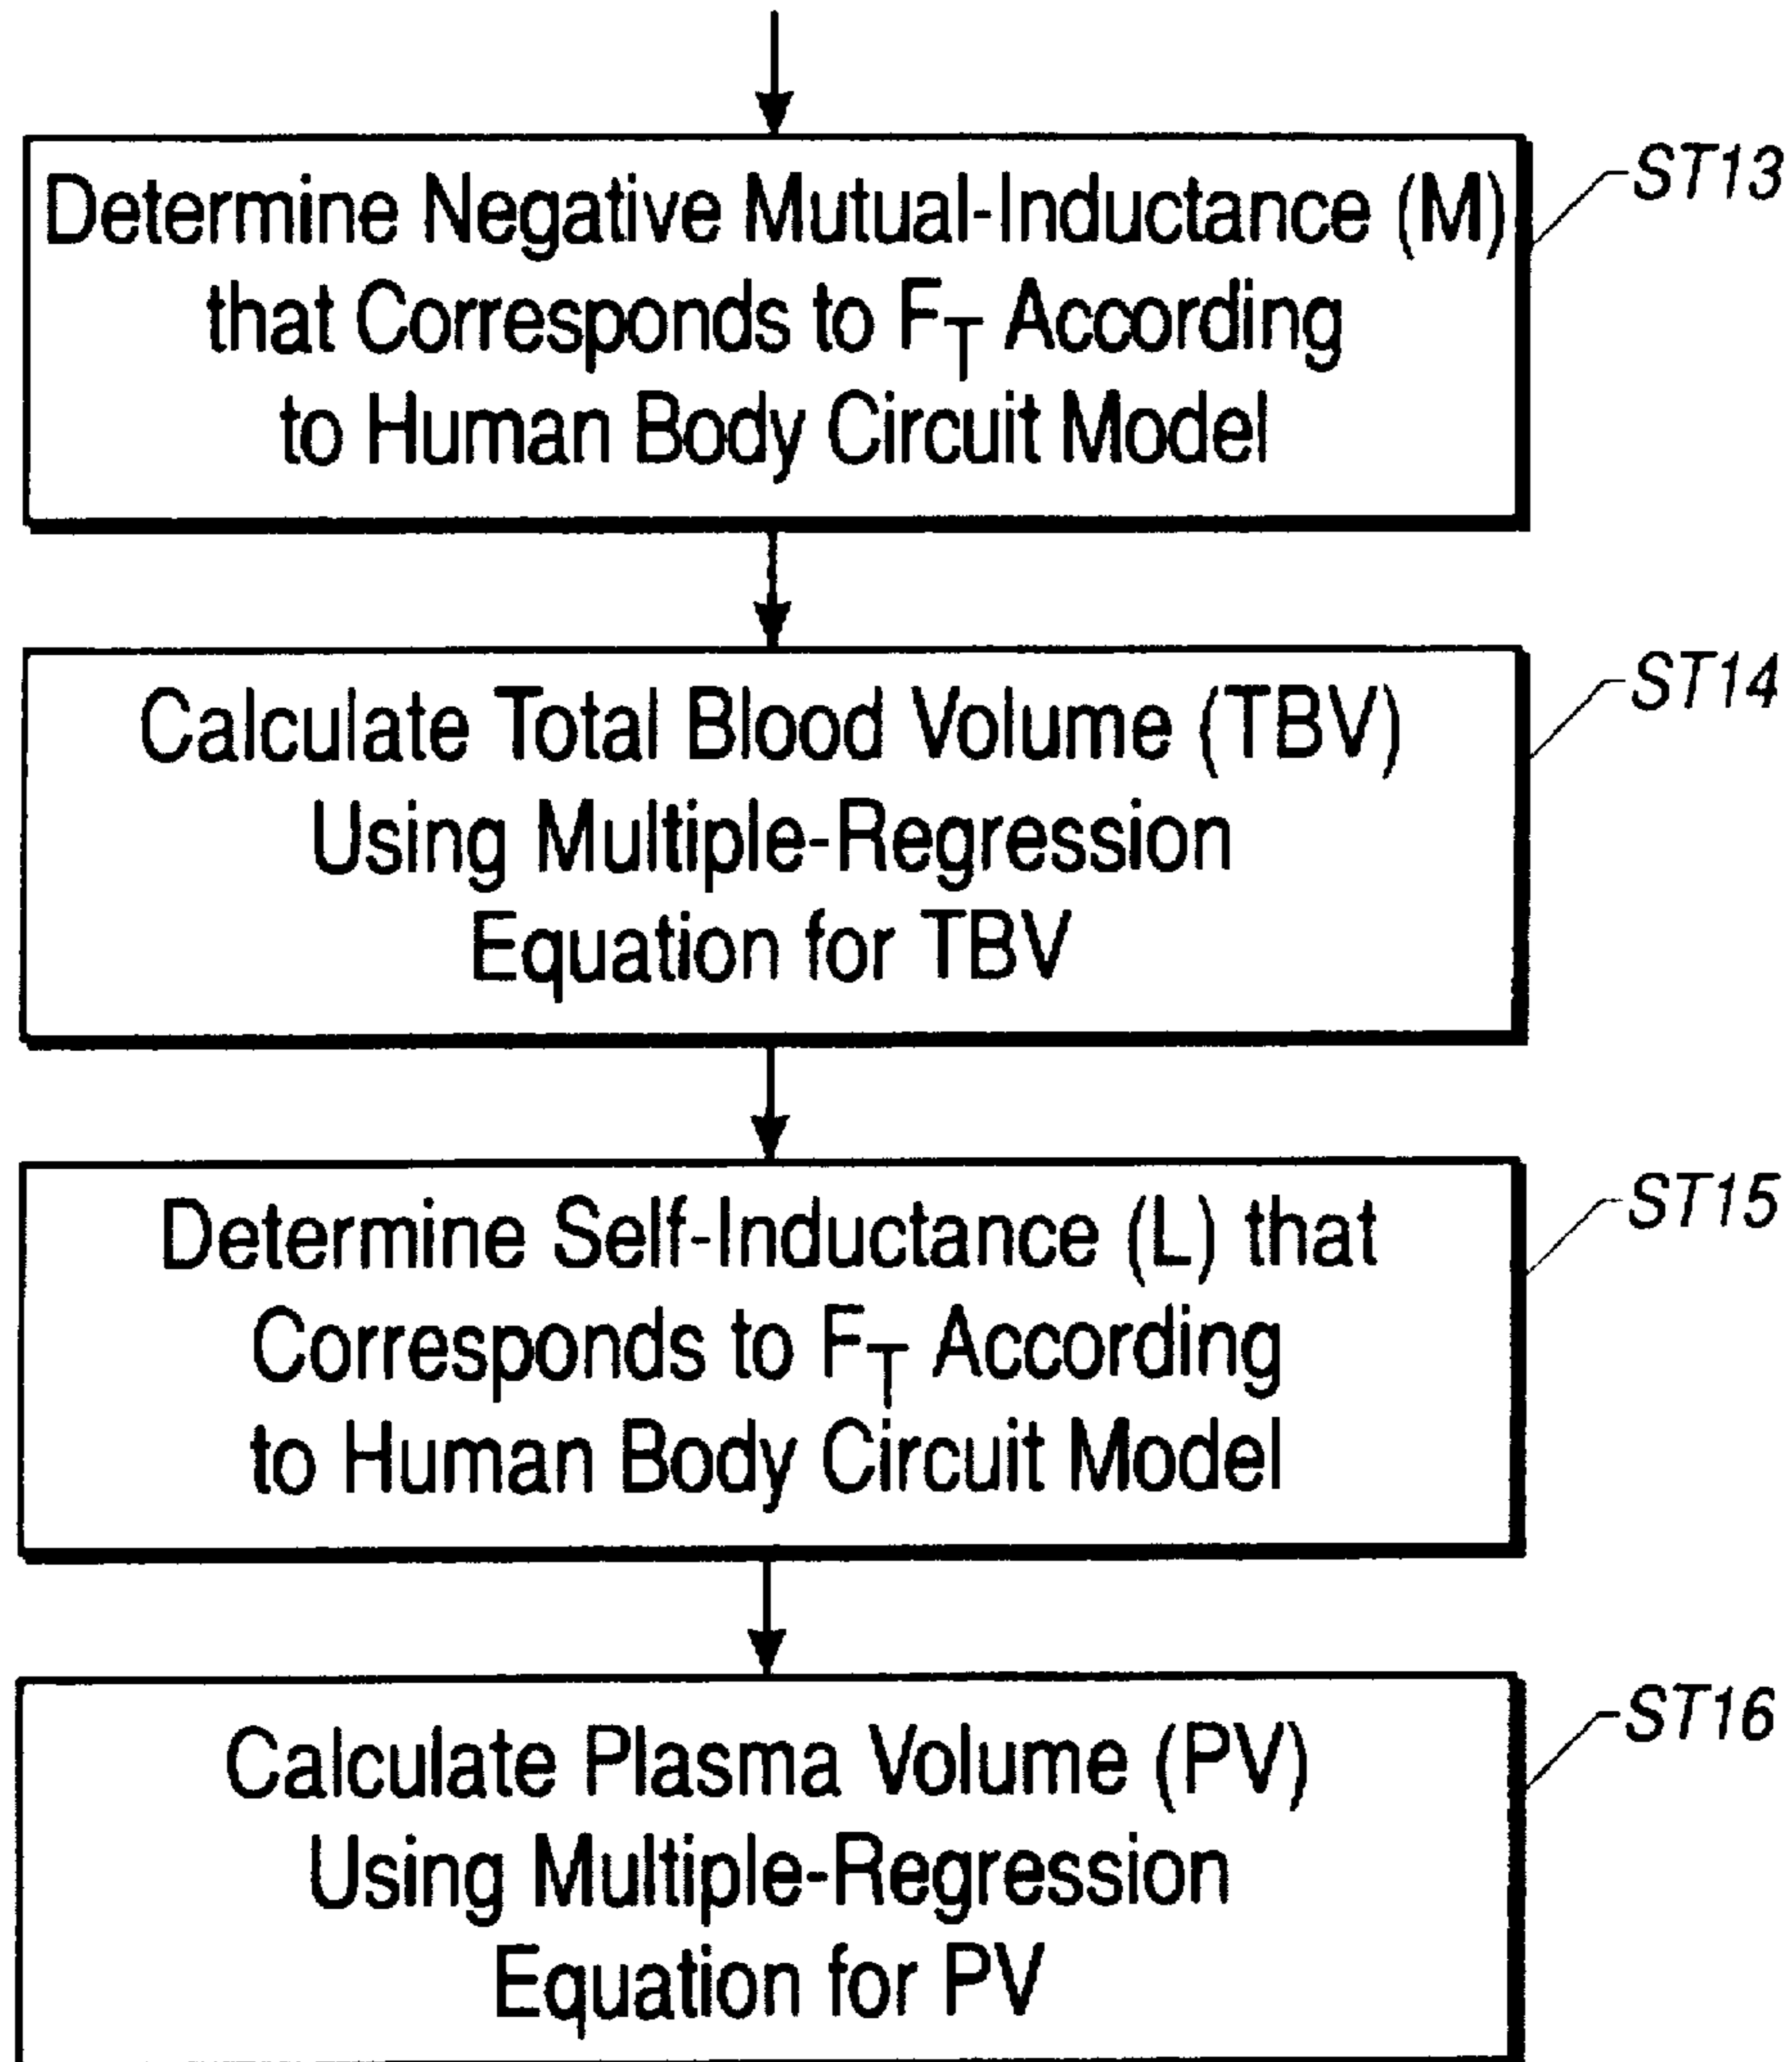 Determine Negative Mutual-Inductance (M)
that Corresponds to F_T According
to Human Body Circuit Model
ST13
Calculate Total Blood Volume (TBV)
Using Multiple-Regression
Equation for TBV
ST14
Determine Self-Inductance (L) that
Corresponds to F_T According
to Human Body Circuit Model
ST15
Calculate Plasma Volume (PV)
Using Multiple-Regression
Equation for PV
ST16